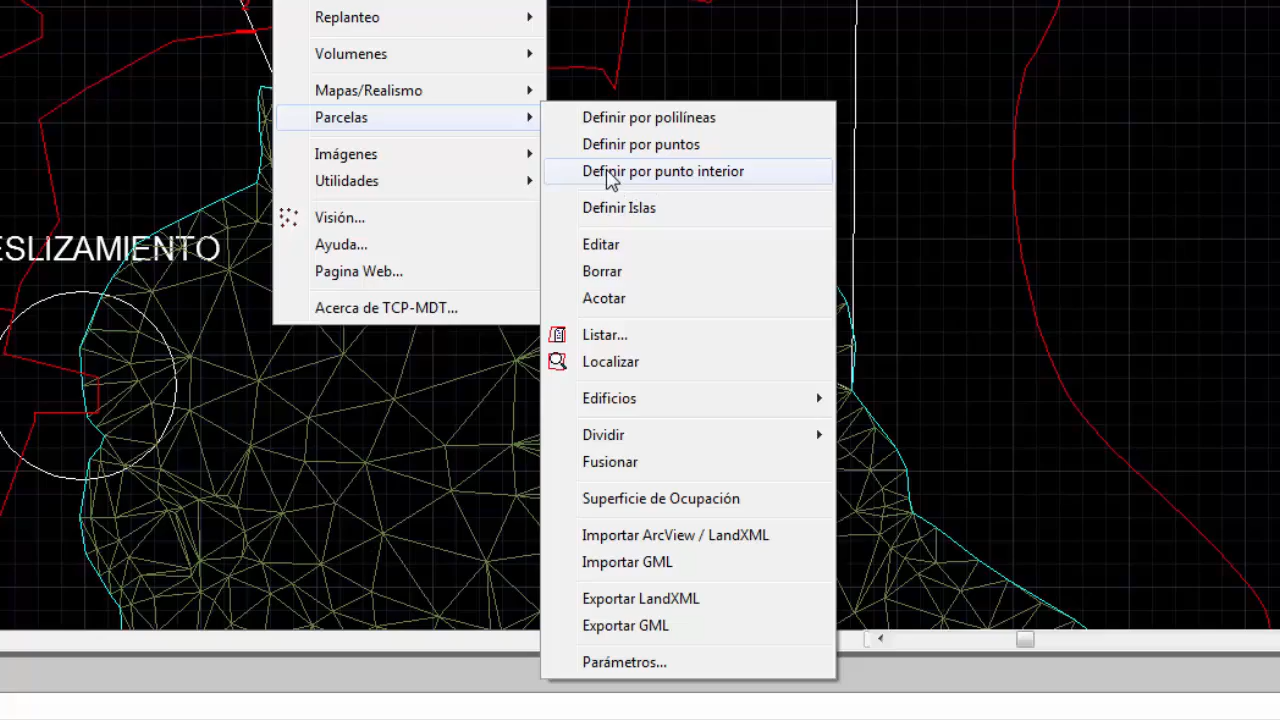 Replanteo
Volumenes
Mapas/Realismo
Parcelas
Imágenes
Utilidades
Visión...
Ayuda...
Pagina Web...
Acerca de TCP-MDT...
Definir por polilíneas
Definir por puntos
Definir por punto interior
Definir Islas
Editar
Borrar
Acotar
Listar...
Localizar
Edificios
Dividir
Fusionar
Superficie de Ocupación
Importar ArcView / LandXML
Importar GML
Exportar LandXML
Exportar GML
Parámetros...
ESLIZAMIENTO